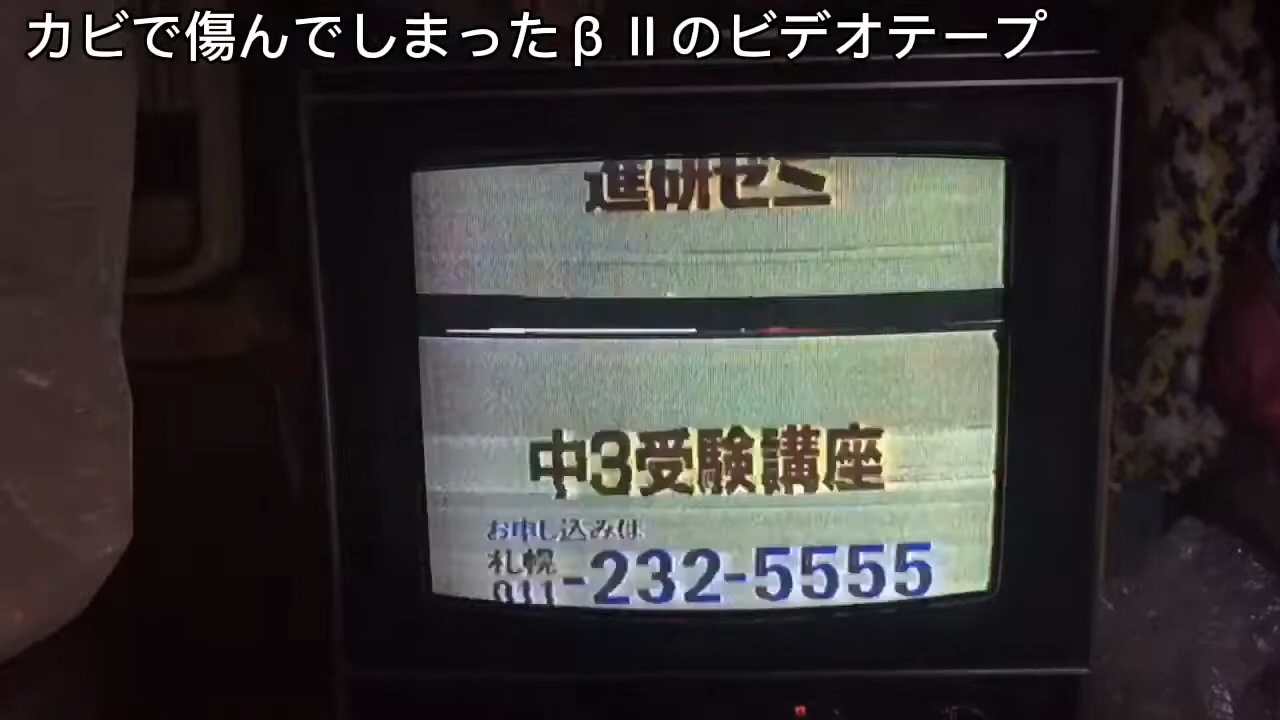 カビで傷んでしまったβⅡのビデオテープ
進研ゼミ
中3受験講座
お申し込みは
札幌
011-232-5555